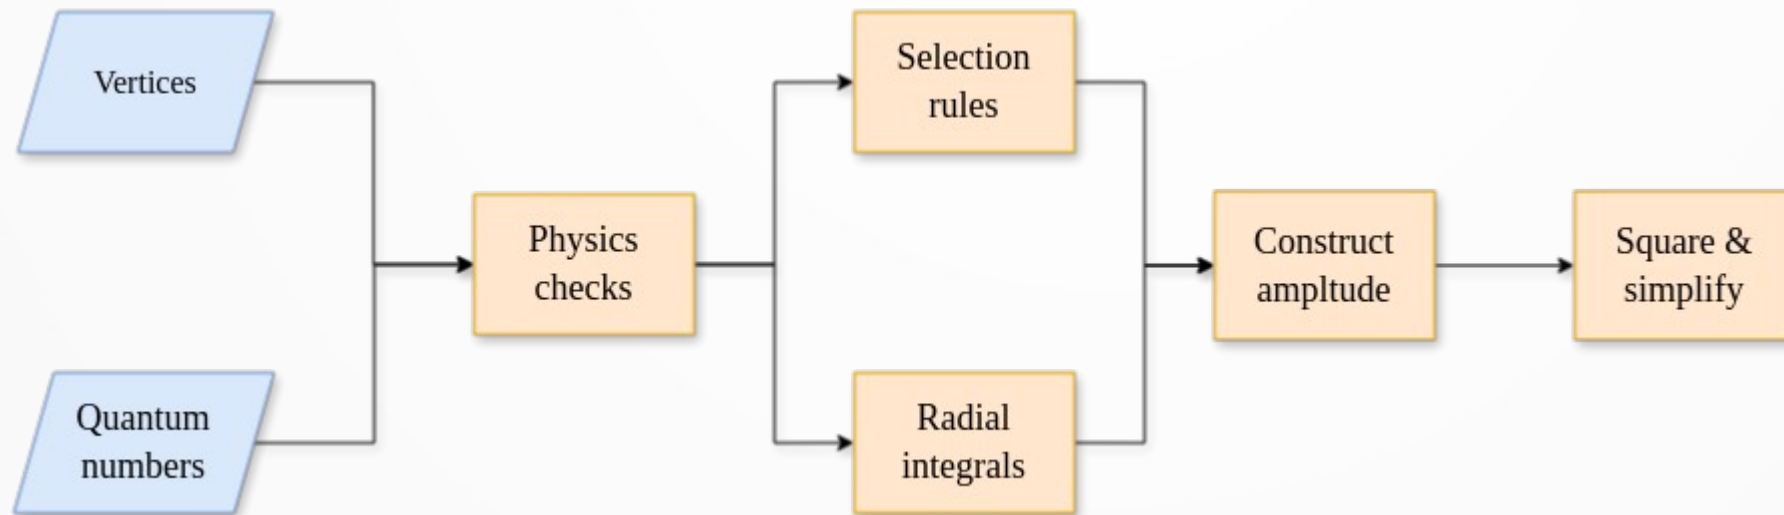 Vertices
Quantum
numbers
Physics
checks
Selection
rules
Radial
integrals
Construct
ampltude
Square &
simplify